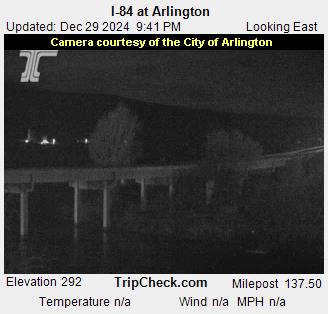 I-84 at Arlington
Updated: Dec 29 2024 9:41 PM Looking East
Camera courtesy of the City of Arlington
Elevation 292 TripCheck.com Milepost 137.50
Temperature n/a Wind n/a MPH n/a